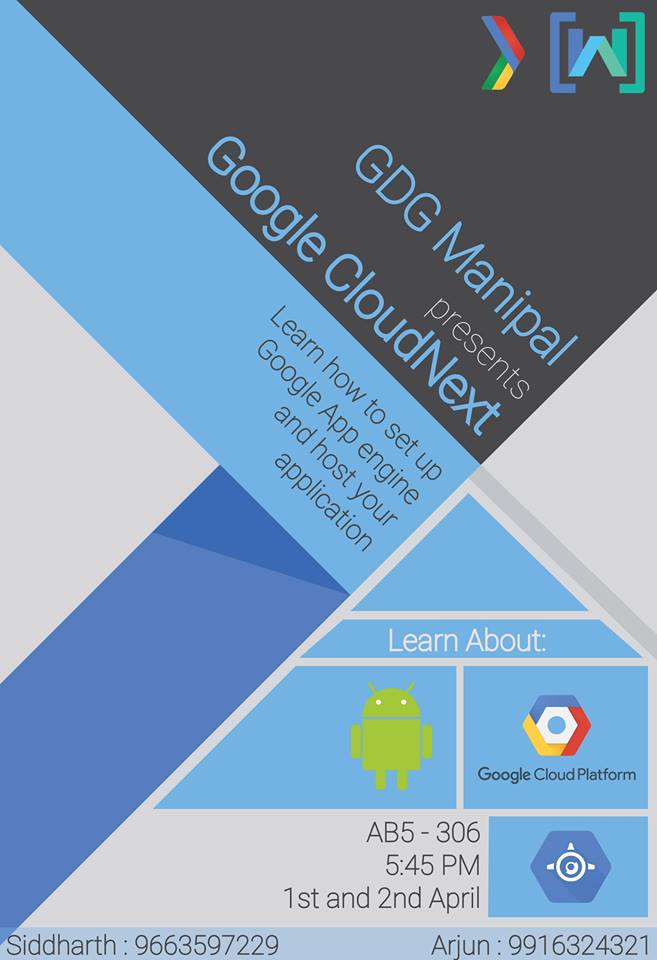 GDG Manipal
presents
Google CloudNext
Learn how to set up
Google App engine
and host your
application
Learn About:
Google Cloud Platform
AB5 - 306
5:45 PM
1st and 2nd April
Siddharth : 9663597229
Arjun : 9916324321